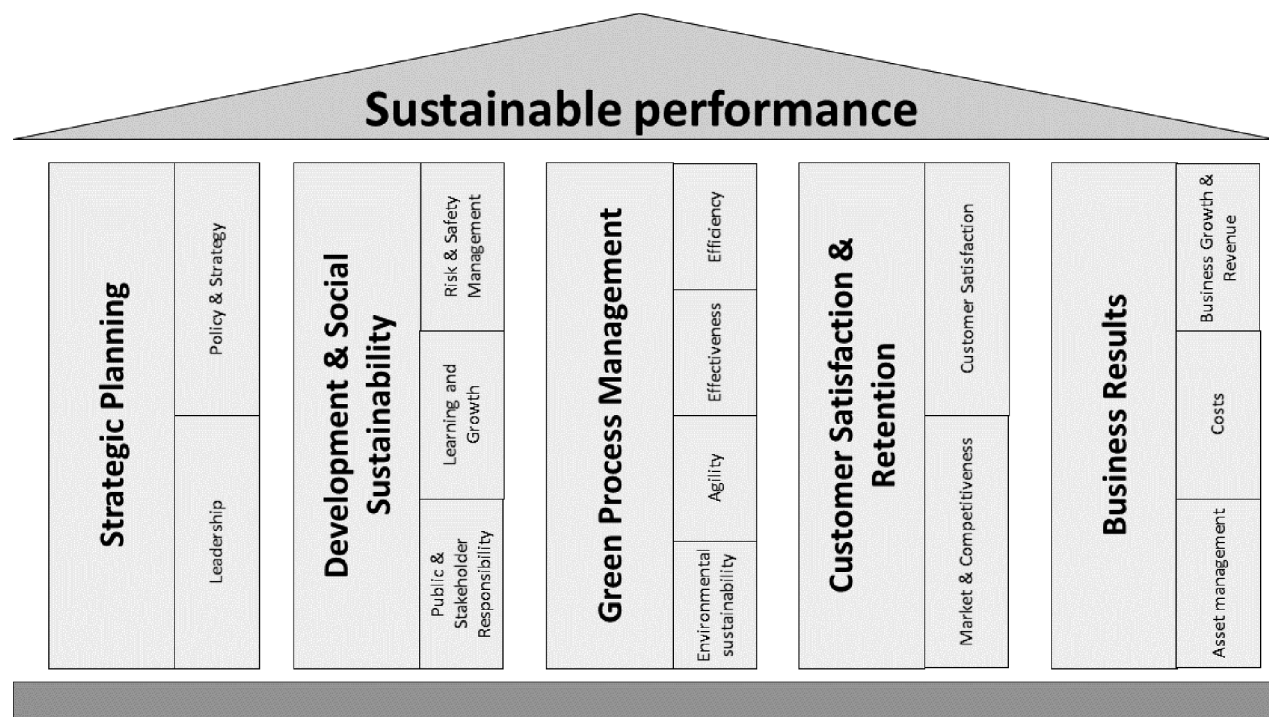 Sustainable performance
Strategic Planning
Policy & Strategy
Leadership
Development & Social
Sustainability
Risk & Safety
Management
Learning and
Growth
Public &
Stakeholder
Responsibility
Green Process Management
Efficiency
Effectiveness
Agility
Environmental
sustainability
Customer Satisfaction &
Retention
Customer Satisfaction
Market & Competitiveness
Business Results
Business Growth &
Revenue
Costs
Asset management